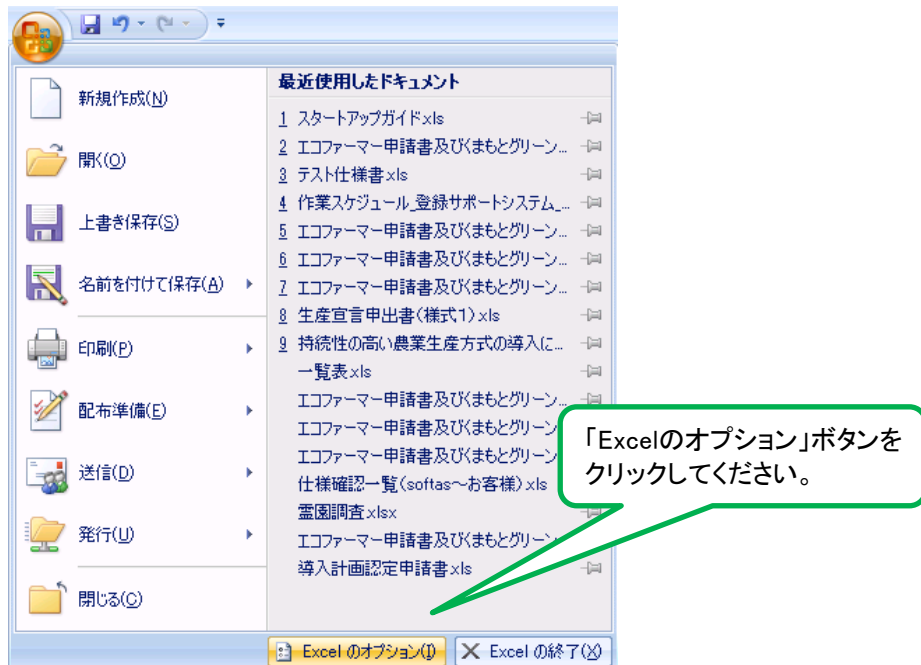 新規作成(N)
開く(O)
上書き保存(S)
名前を付けて保存(A)
印刷(P)
配布準備(E)
送信(D)
発行(U)
閉じる(C)
最近使用したドキュメント
1 スタートアップガイド.xls
2 エコファーマー申請書及びくまもとグリーン...
3 テスト仕様書.xls
4 作業スケジュール_登録サポートシステム_...
5 エコファーマー申請書及びくまもとグリーン...
6 エコファーマー申請書及びくまもとグリーン...
7 エコファーマー申請書及びくまもとグリーン...
8 生産宣言申出書(様式1).xls
9 持続性の高い農業生産方式の導入に...
一覧表.xls
エコファーマー申請書及びくまもとグリーン...
エコファーマー申請書及びくまもとグリーン
エコファーマー申請書及びくまもとグリーン
仕様確認一覧(softas～お客様).xls
霊園調査.xlsx
エコファーマー申請書及びくまもとグリーン
導入計画認定申請書.xls
「Excelのオプション」ボタンを
クリックしてください。
Excel のオプション(I)
Excel の終了(X)